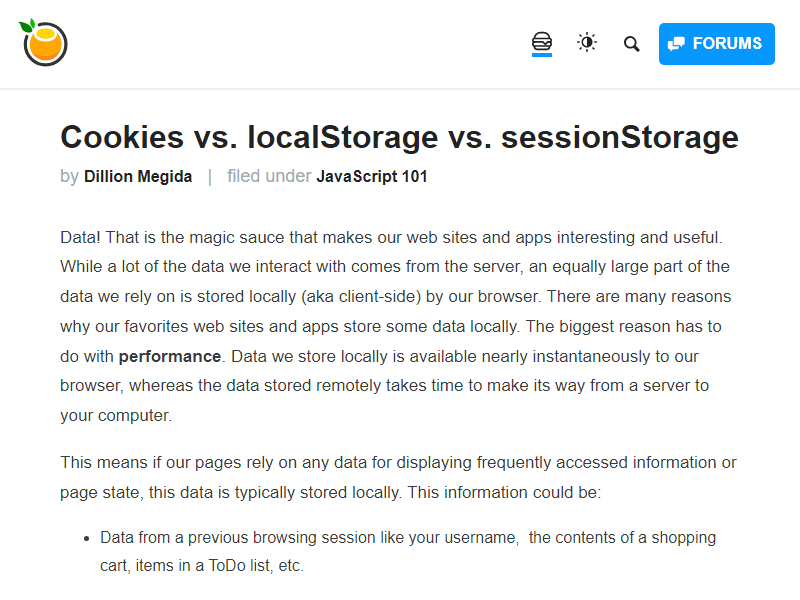 FORUMS
Cookies vs. localStorage vs. sessionStorage
by Dillion Megida | filed under JavaScript 101
Data! That is the magic sauce that makes our web sites and apps interesting and useful.
While a lot of the data we interact with comes from the server, an equally large part of the
data we rely on is stored locally (aka client-side) by our browser. There are many reasons
why our favorites web sites and apps store some data locally. The biggest reason has to
do with performance. Data we store locally is available nearly instantaneously to our
browser, whereas the data stored remotely takes time to make its way from a server to
your computer.
This means if our pages rely on any data for displaying frequently accessed information or
page state, this data is typically stored locally. This information could be:
• Data from a previous browsing session like your username,  the contents of a shopping
cart, items in a ToDo list, etc.